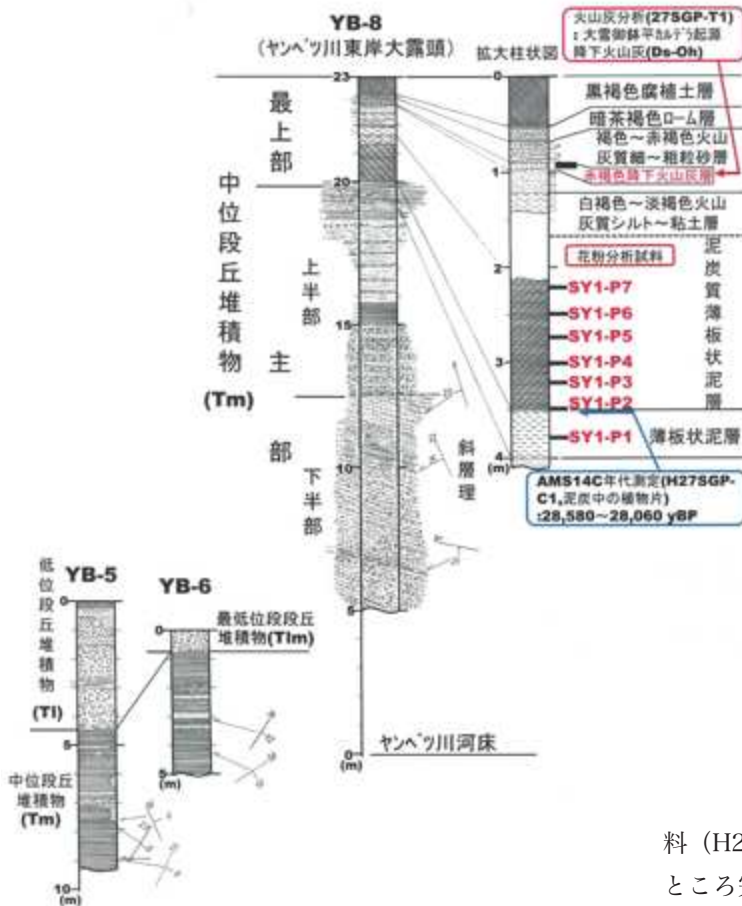 YB-8
(ヤンベツ川東岸大露頭)
拡大柱状図
火山灰分析(27SGP-T1)
:大雪御鉢平カルデラ起源
降下火山灰(Ds-Oh)
23
20
15
10
5
0
(m)
最上部
中位段丘堆積物
(Tm)
上半部
主
部
下半部
斜層理
ヤンベツ川河床
0
1
2
3
4
(m)
黒褐色腐植土層
暗茶褐色ローム層
褐色~赤褐色火山
灰質細~粗粒砂層
赤褐色降下火山灰層
白褐色~淡褐色火山
灰質シルト~粘土層
花粉分析試料
泥炭質薄板状泥層
SY1-P7
SY1-P6
SY1-P5
SY1-P4
SY1-P3
SY1-P2
SY1-P1
薄板状泥層
AMS14C年代測定(H27SGP-
C1,泥炭中の植物片)
:28,580~28,060 yBP
YB-5
低位段丘堆積物
(Tl)
0
5
10
(m)
中位段丘
堆積物
(Tm)
YB-6
0
5
(m)
最低位段段丘
堆積物(Tlm)
料(H2
ところ